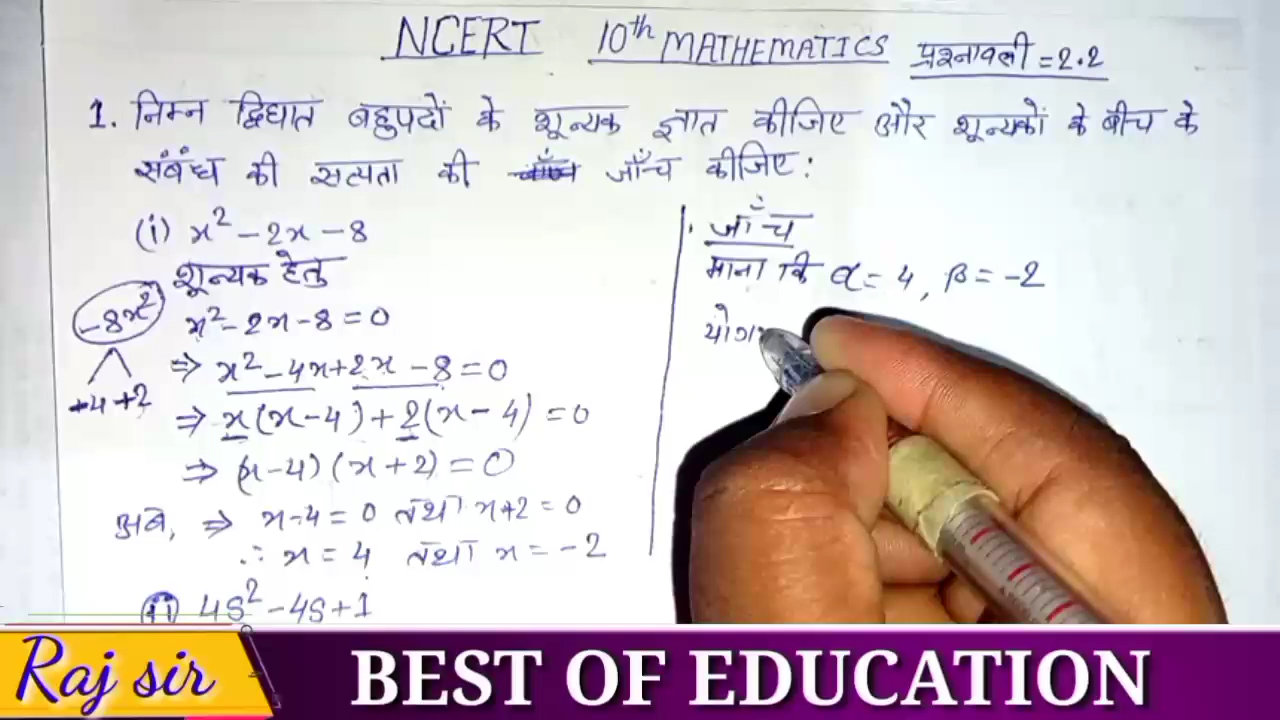 NCERT 10th MATHEMATICS प्रश्नावली = 2.2
1. निम्न द्विघात बहुपदों के शून्यक ज्ञात कीजिए और शून्यकों के बीच के
संबंध की सत्यता की जाँच कीजिए:
(i) x² - 2x - 8
शून्यक हेतु
-8x²
-4 +2
x² - 2x - 8 = 0
⇒ x² - 4x + 2x - 8 = 0
⇒ x(x - 4) + 2(x - 4) = 0
⇒ (x - 4) (x + 2) = 0
अब, ⇒ x - 4 = 0 तथा x + 2 = 0
∴ x = 4 तथा x = -2
(ii) 4s² - 4s + 1
जाँच
माना कि α = 4, β = -2
Raj sir
BEST OF EDUCATION